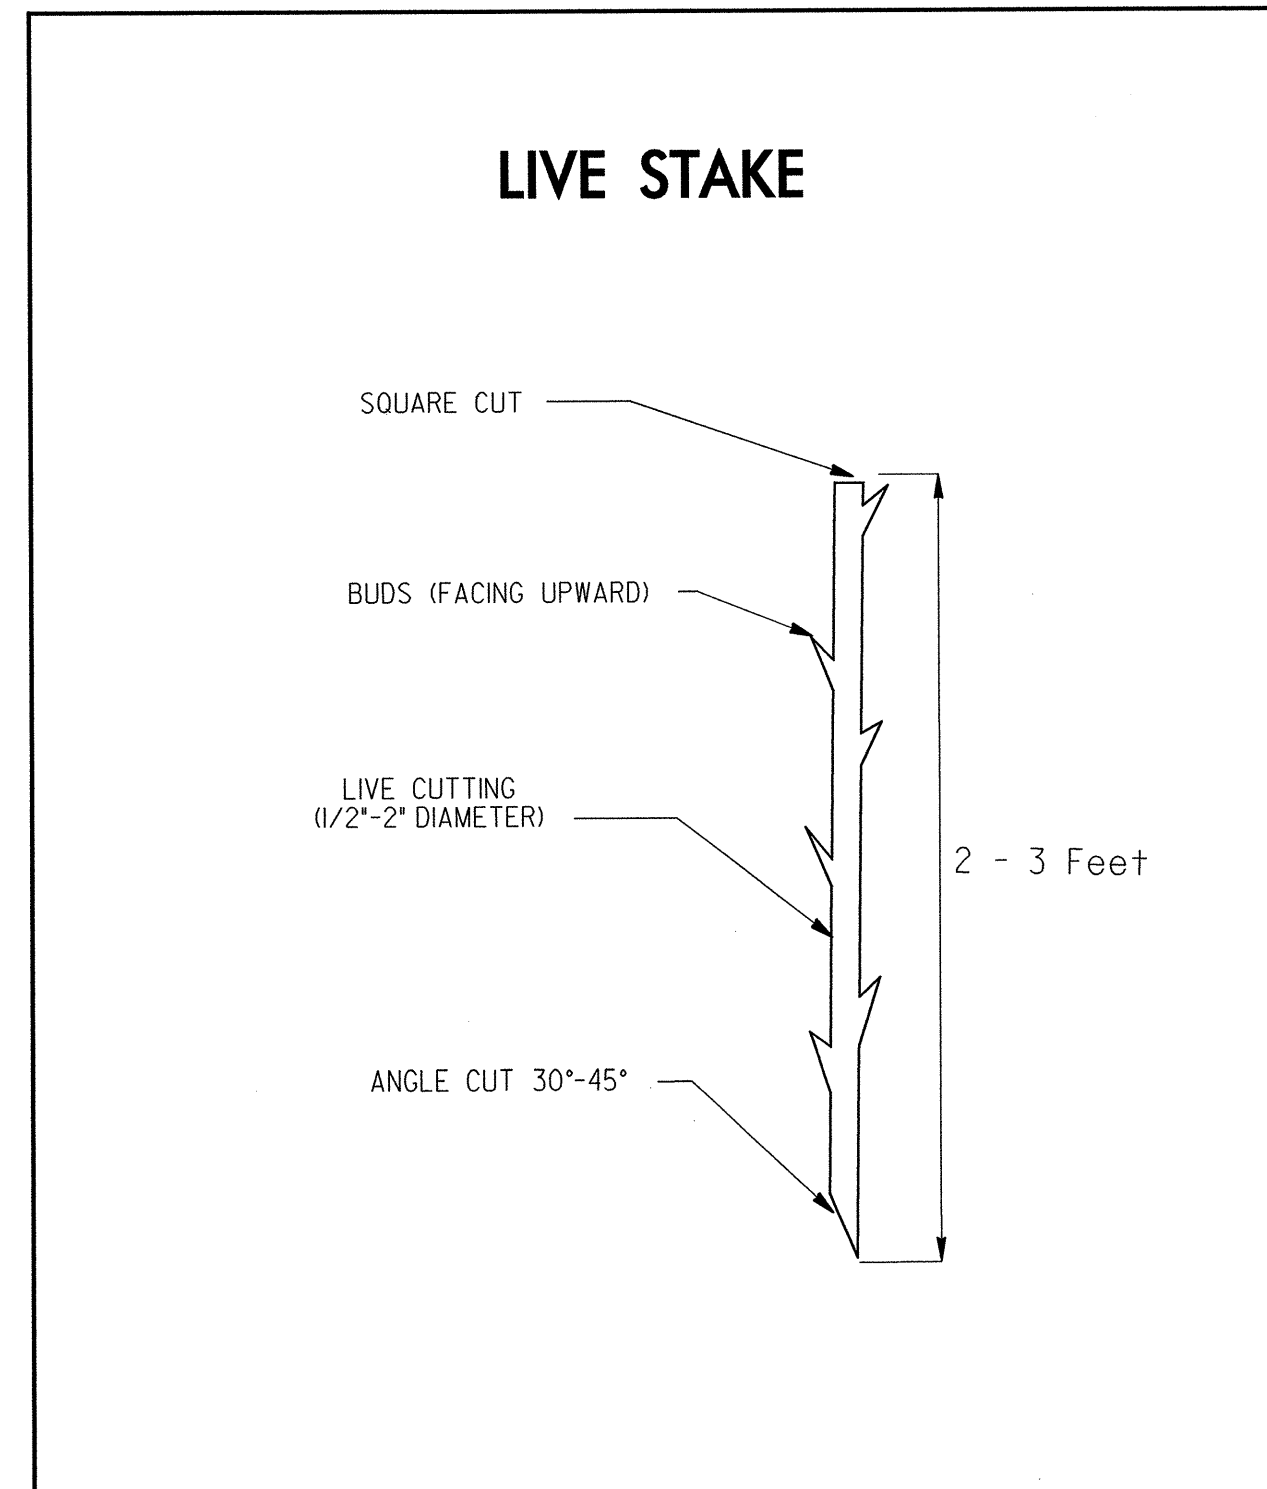 LIVE STAKE
SQUARE CUT
BUDS (FACING UPWARD)
LIVE CUTTING
(1/2"-2" DIAMETER)
2 - 3 Feet
ANGLE CUT 30°-45°